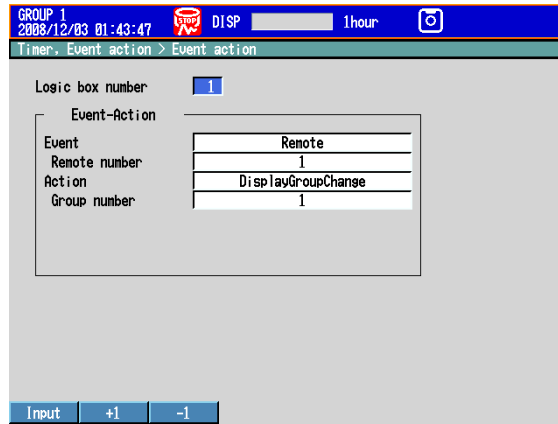 GROUP 1
2008/12/03 01:43:47 STOP DISP 1hour
Timer, Event action > Event action
Logic box number 1
Event-Action
Event Remote
Remote number 1
Action DisplayGroupChange
Group number 1
Input +1 -1